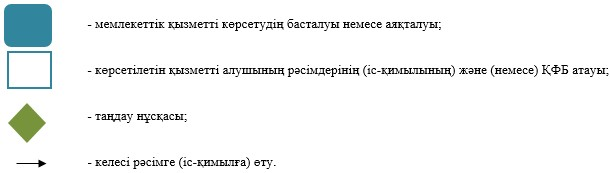 - мемлекеттік қызметті көрсетудің басталуы немесе аяқталуы;
- көрсетілетін қызметті алушының рәсімдерінің (іс-қимылының) және (немесе) ҚФБ атауы;
- таңдау нұсқасы;
- келесі рәсімге (іс-қимылға) өту.